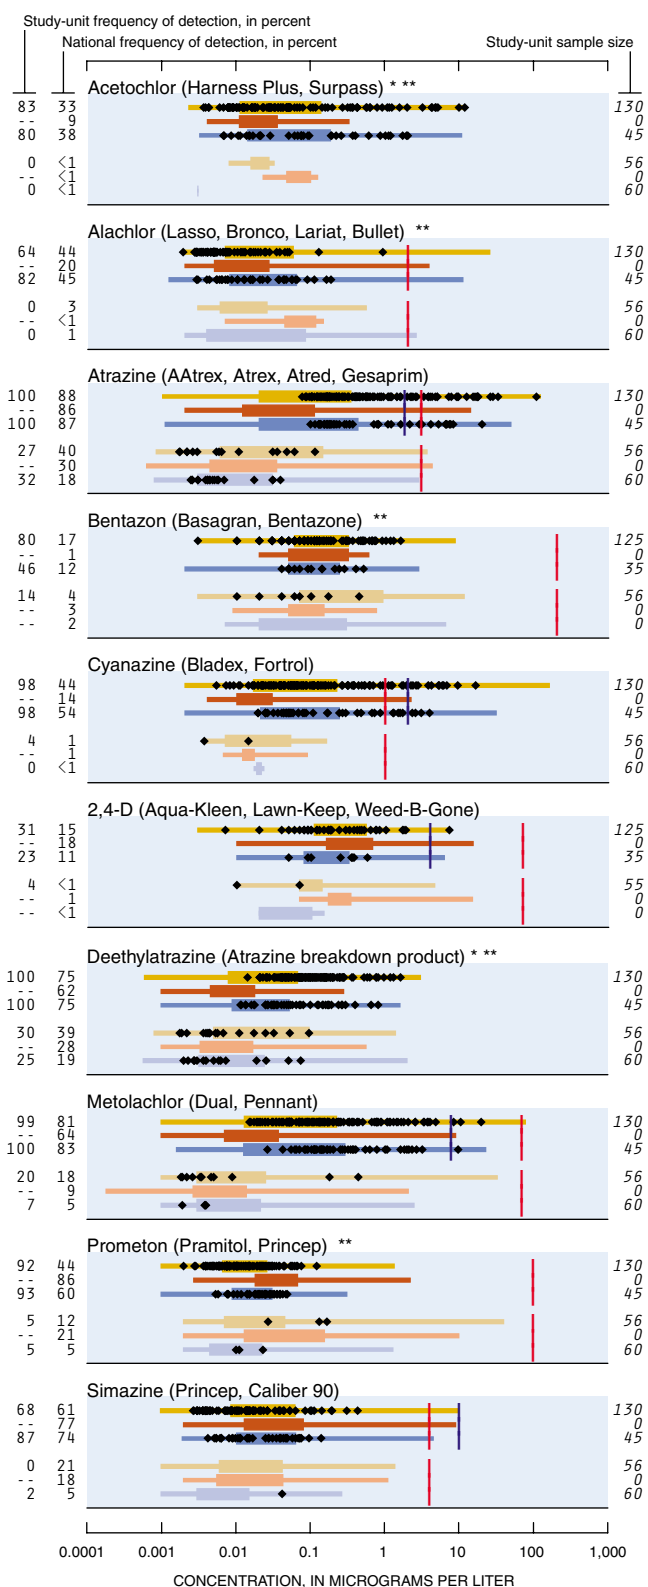 Study-unit frequency of detection, in percent
National frequency of detection, in percent
Study-unit sample size
Acetochlor (Harness Plus, Surpass) * **
83 33 130
-- 9 0
80 38 45
0 <1 56
-- <1 0
0 <1 60
Alachlor (Lasso, Bronco, Lariat, Bullet) **
64 44 130
-- 20 0
82 45 45
0 3 56
-- <1 0
0 1 60
Atrazine (AAtrex, Atrex, Atred, Gesaprim)
100 88 130
-- 86 0
100 87 45
27 40 56
-- 30 0
32 18 60
Bentazon (Basagran, Bentazone) **
80 17 125
-- 1 0
46 12 35
14 4 56
-- 3 0
-- 2 0
Cyanazine (Bladex, Fortrol)
98 44 130
-- 14 0
98 54 45
4 1 56
-- 1 0
0 <1 60
2,4-D (Aqua-Kleen, Lawn-Keep, Weed-B-Gone)
31 15 125
-- 18 0
23 11 35
4 <1 55
-- 1 0
-- <1 0
Deethylatrazine (Atrazine breakdown product) * **
100 75 130
-- 62 0
100 75 45
30 39 56
-- 28 0
25 19 60
Metolachlor (Dual, Pennant)
99 81 130
-- 64 0
100 83 45
20 18 56
-- 9 0
7 5 60
Prometon (Pramitol, Princep) **
92 44 130
-- 86 0
93 60 45
5 12 56
-- 21 0
5 5 60
Simazine (Princep, Caliber 90)
68 61 130
-- 77 0
87 74 45
0 21 56
-- 18 0
2 5 60
0.0001 0.001 0.01 0.1 1 10 100 1,000
CONCENTRATION, IN MICROGRAMS PER LITER